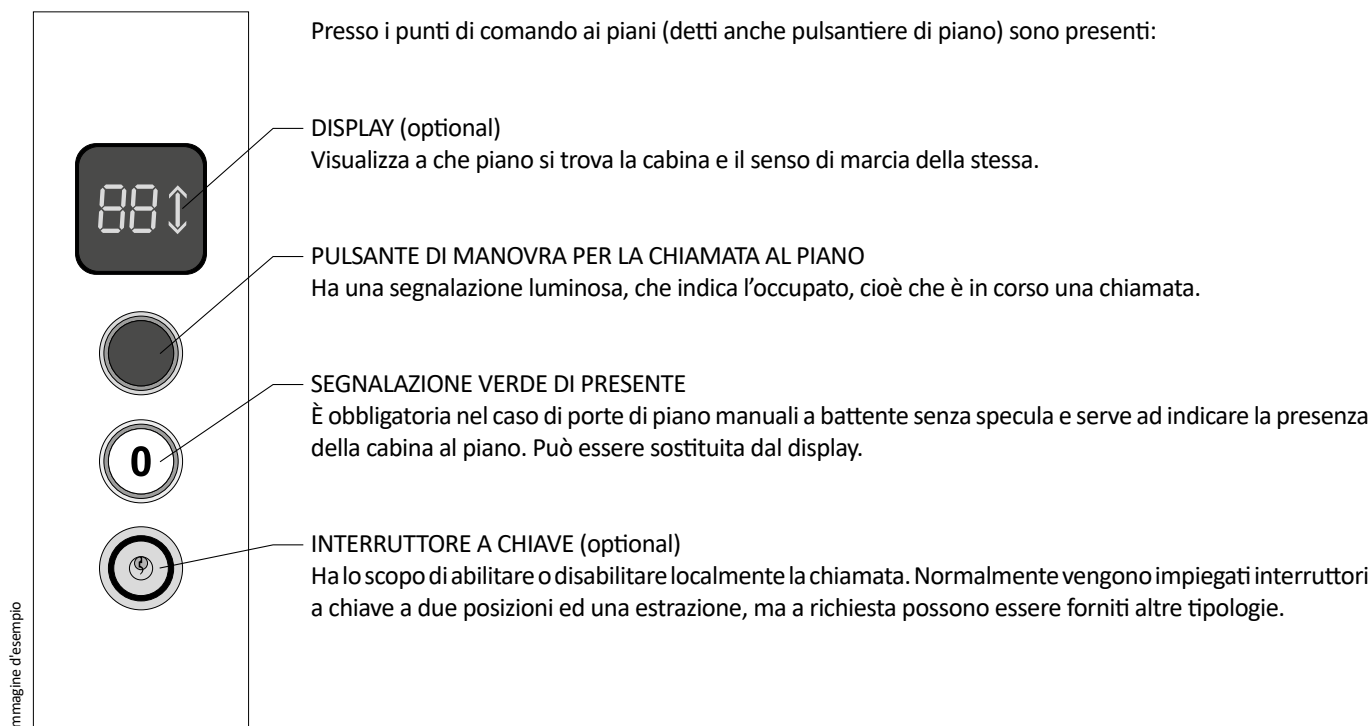 Presso i punti di comando ai piani (detti anche pulsantiere di piano) sono presenti:
DISPLAY (optional)
Visualizza a che piano si trova la cabina e il senso di marcia della stessa.
88
PULSANTE DI MANOVRA PER LA CHIAMATA AL PIANO
Ha una segnalazione luminosa, che indica l’occupato, cioè che è in corso una chiamata.
SEGNALAZIONE VERDE DI PRESENTE
È obbligatoria nel caso di porte di piano manuali a battente senza specula e serve ad indicare la presenza
della cabina al piano. Può essere sostituita dal display.
0
INTERRUTTORE A CHIAVE (optional)
Ha lo scopo di abilitare o disabilitare localmente la chiamata. Normalmente vengono impiegati interruttori
a chiave a due posizioni ed una estrazione, ma a richiesta possono essere forniti altre tipologie.
mmagine d'esempio